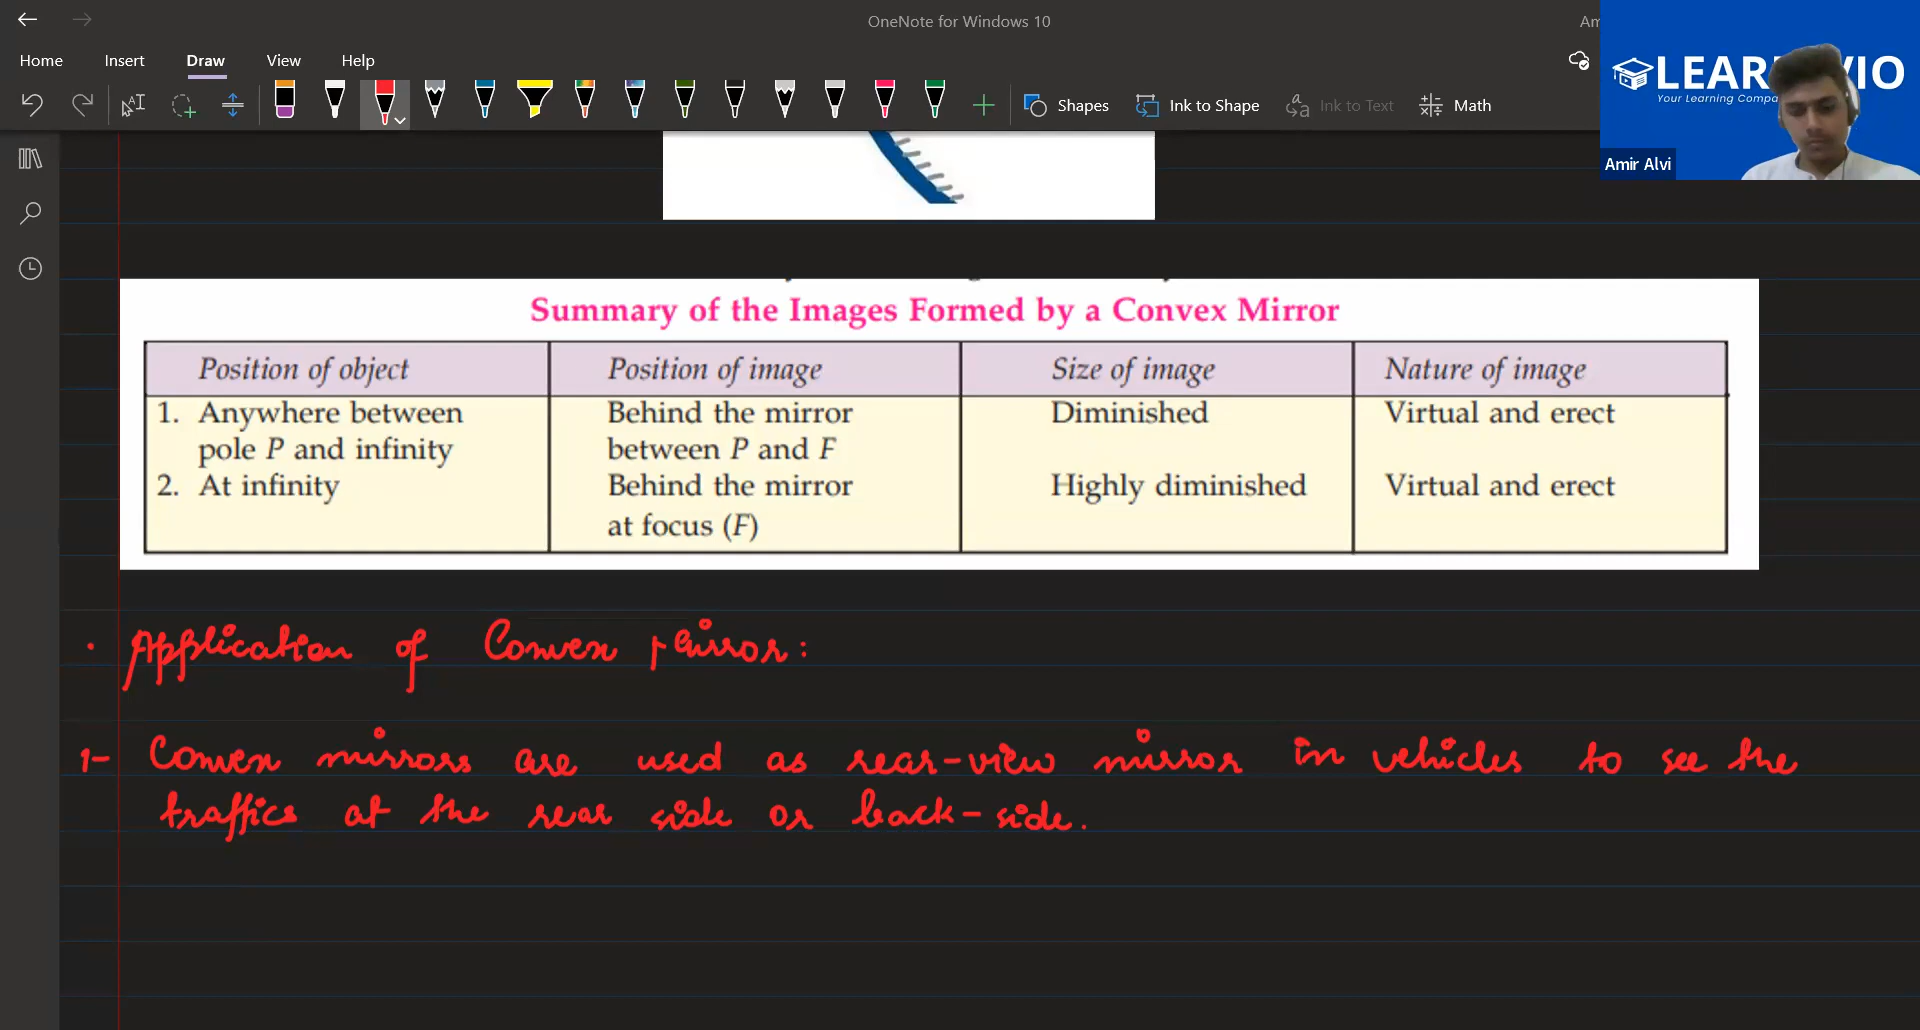 OneNote for Windows 10
Am
Home Insert Draw View Help
Shapes Ink to Shape Ink to Text Math
Your Learning Compa
Amir Alvi
Summary of the Images Formed by a Convex Mirror
Position of object Position of image Size of image Nature of image
1. Anywhere between Behind the mirror Diminished Virtual and erect
pole P and infinity between P and F
2. At infinity Behind the mirror Highly diminished Virtual and erect
at focus (F)
· Application of Convex Mirror:
1- Convex mirrors are used as rear-view mirror in vehicles to see the
traffics at the rear side or back-side.